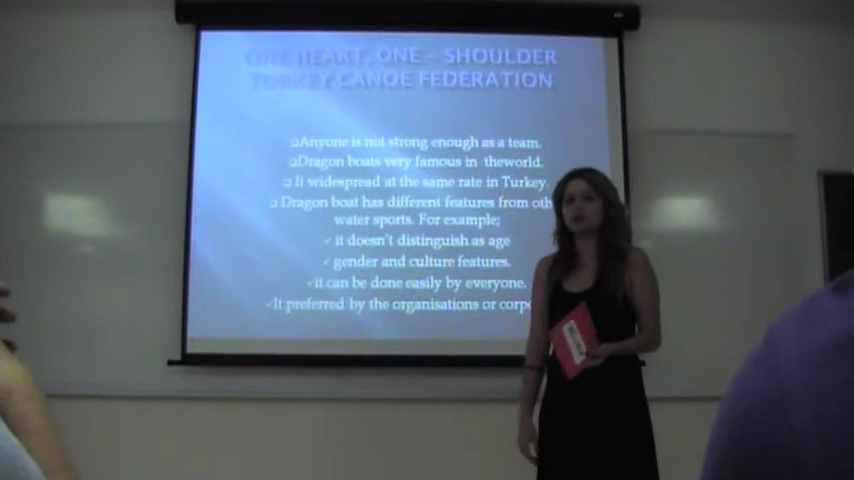 ONE HEART, ONE - SHOULDER
TURKEY CANOE FEDERATION
Anyone is not strong enough as a team.
Dragon boats very famous in theworld.
It widespread at the same rate in Turkey.
Dragon boat has different features from oth
water sports. For example;
✓ it doesn't distinguish as age
✓ gender and culture features.
✓it can be done easily by everyone.
✓It preferred by the organisations or corp